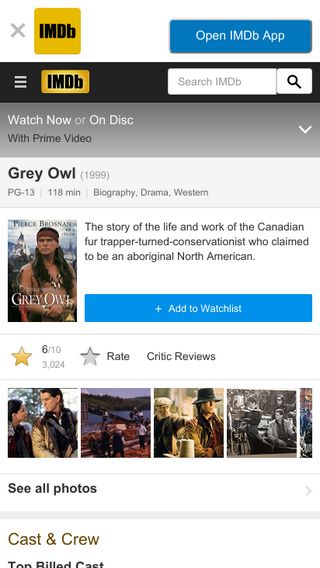 IMDb
Open IMDb App
IMDb
Search IMDb
Watch Now or On Disc
With Prime Video
Grey Owl (1999)
PG-13 | 118 min | Biography, Drama, Western
PIERCE BROSNAN
GREY OWL
The story of the life and work of the Canadian
fur trapper-turned-conservationist who claimed
to be an aboriginal North American.
+ Add to Watchlist
6/10
3,024
Rate
Critic Reviews
See all photos
Cast & Crew
Top Billed Cast